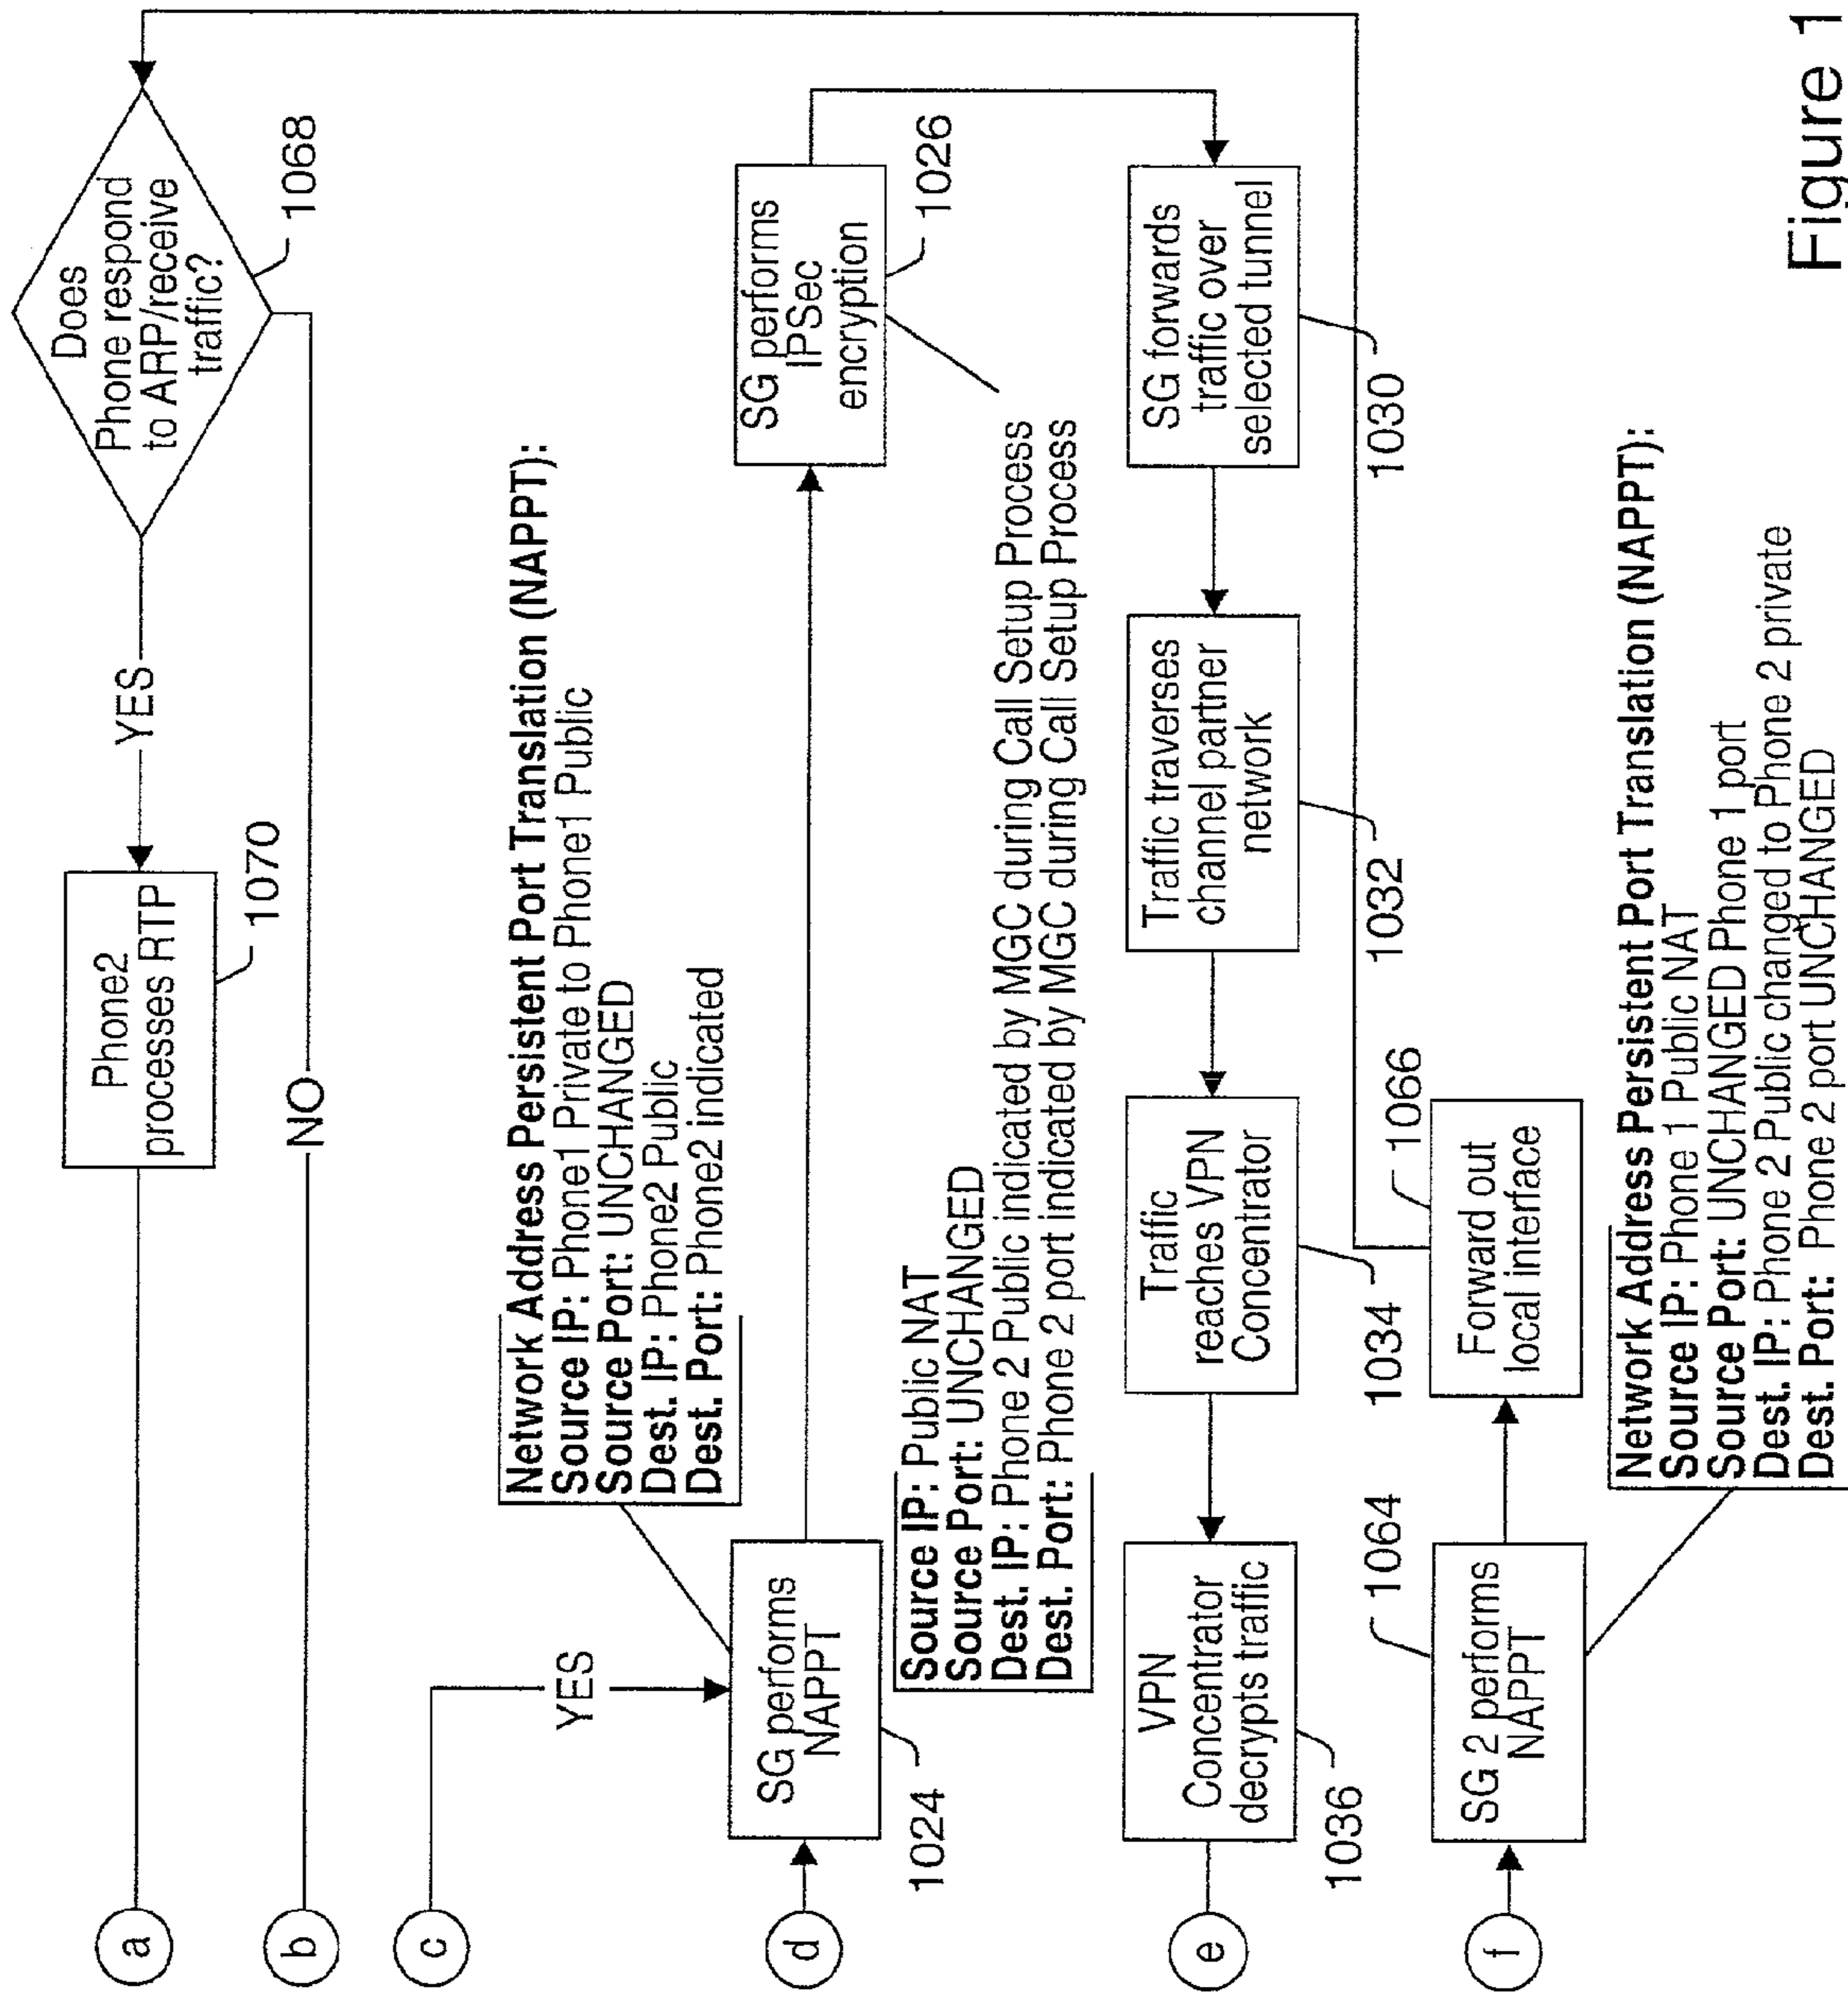 a
Phone2
processes RTP
1070
YES
Does
Phone respond
to ARP/receive
traffic?
1068
b
NO
c
YES
Network Address Persistent Port Translation (NAPPT):
Source IP: Phone1 Private to Phone1 Public
Source Port: UNCHANGED
Dest. IP: Phone2 Public
Dest. Port: Phone2 indicated
d
SG performs
NAPPT
1024
SG performs
IPSec
encryption
1026
Source IP: Public NAT
Source Port: UNCHANGED
Dest. IP: Phone 2 Public indicated by MGC during Call Setup Process
Dest. Port: Phone 2 port indicated by MGC during Call Setup Process
e
VPN
Concentrator
decrypts traffic
1036
Traffic
reaches VPN
Concentrator
1034
Traffic traverses
channel partner
network
1032
SG forwards
traffic over
selected tunnel
1030
f
SG 2 performs
NAPPT
1064
Forward out
local interface
1066
Network Address Persistent Port Translation (NAPPT):
Source IP: Phone 1 Public NAT
Source Port: UNCHANGED Phone 1 port
Dest. IP: Phone 2 Public changed to Phone 2 private
Dest. Port: Phone 2 port UNCHANGED
Figure 1